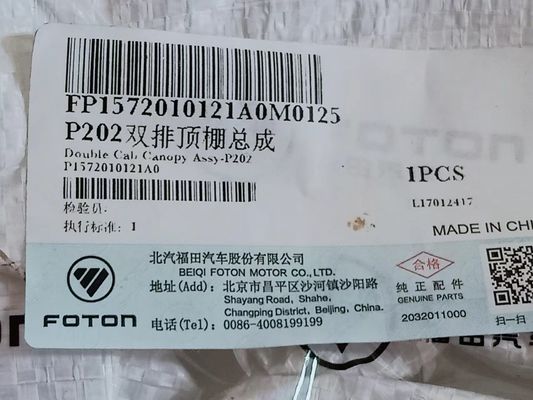 FP1572010121A0M0125
P202双排顶棚总成
Double Cab Canopy Assy-P202
P1572010121A0
1PCS
检验员:
L17012417
执行标准: 1
MADE IN CHI
北汽福田汽车股份有限公司
BEIQI FOTON MOTOR CO.,LTD.
地址(Add): 北京市昌平区沙河镇沙阳路
Shayang Road, Shahe,
Changping District, Beijing, China.
电话(Tel): 0086-4008199199
FOTON
合格
纯正配件
GENUINE PARTS
2032011000
扫一扫
福田汽